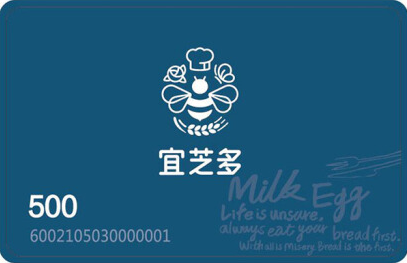 宜芝多
500
6002105030000001
Milk Egg
Life is unsure,
always eat your bread first.
With all is misery. Bread is the first.